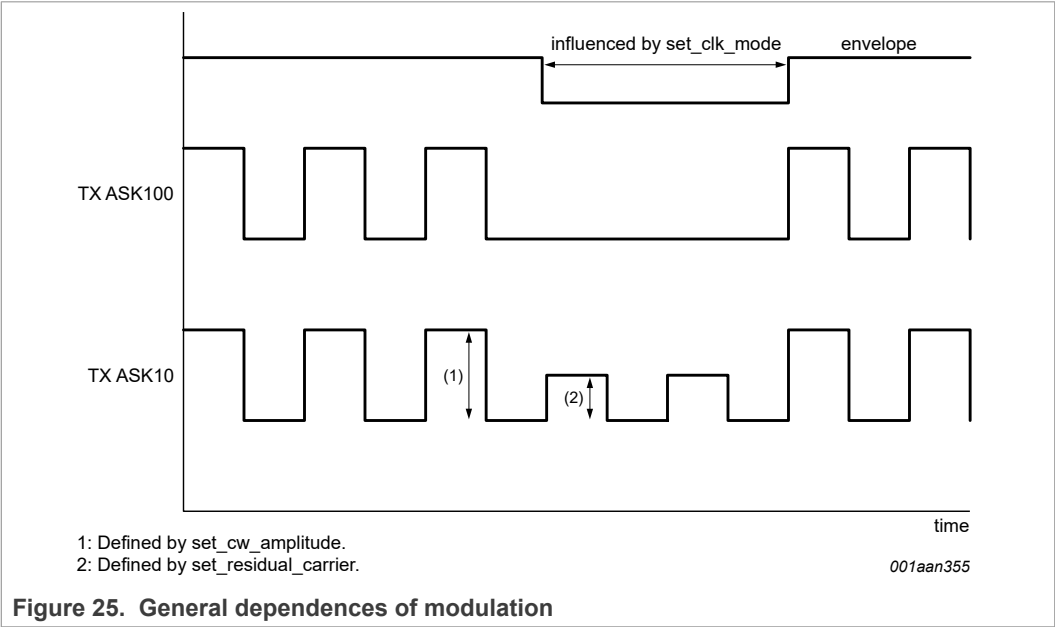 influenced by set_clk_mode
envelope
TX ASK100
TX ASK10
(1)
(2)
time
1: Defined by set_cw_amplitude.
2: Defined by set_residual_carrier.
001aan355
Figure 25. General dependences of modulation